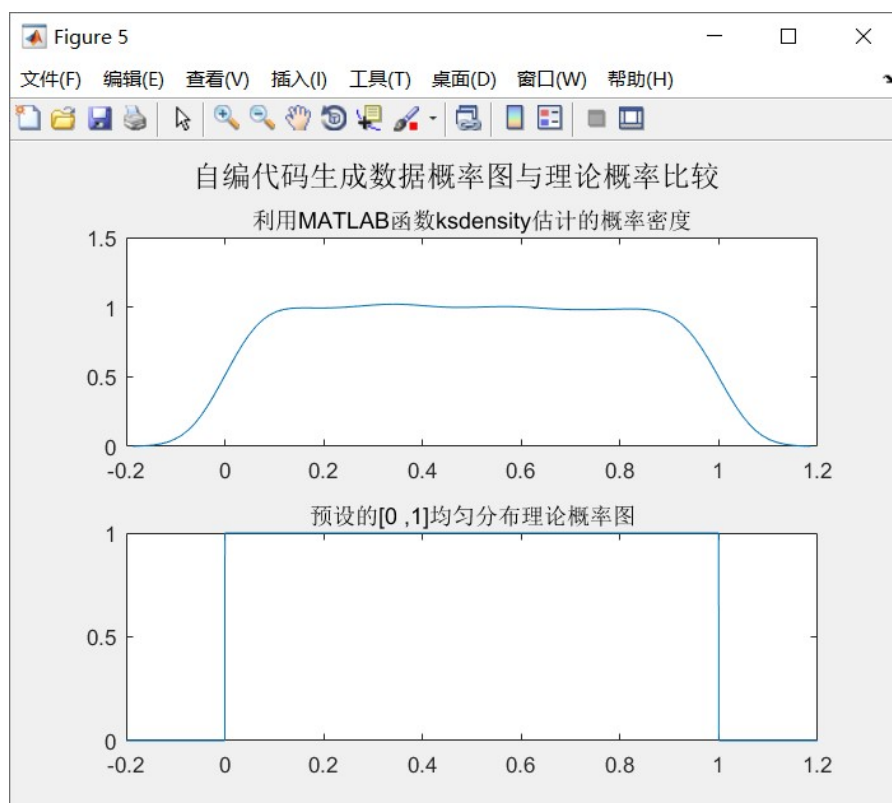 Figure 5
文件(F) 编辑(E) 查看(V) 插入(I) 工具(T) 桌面(D) 窗口(W) 帮助(H)
自编代码生成数据概率图与理论概率比较
利用MATLAB函数ksdensity估计的概率密度
1.5
1
0.5
0
-0.2 0 0.2 0.4 0.6 0.8 1 1.2
预设的[0 ,1]均匀分布理论概率图
1
0.5
0
-0.2 0 0.2 0.4 0.6 0.8 1 1.2